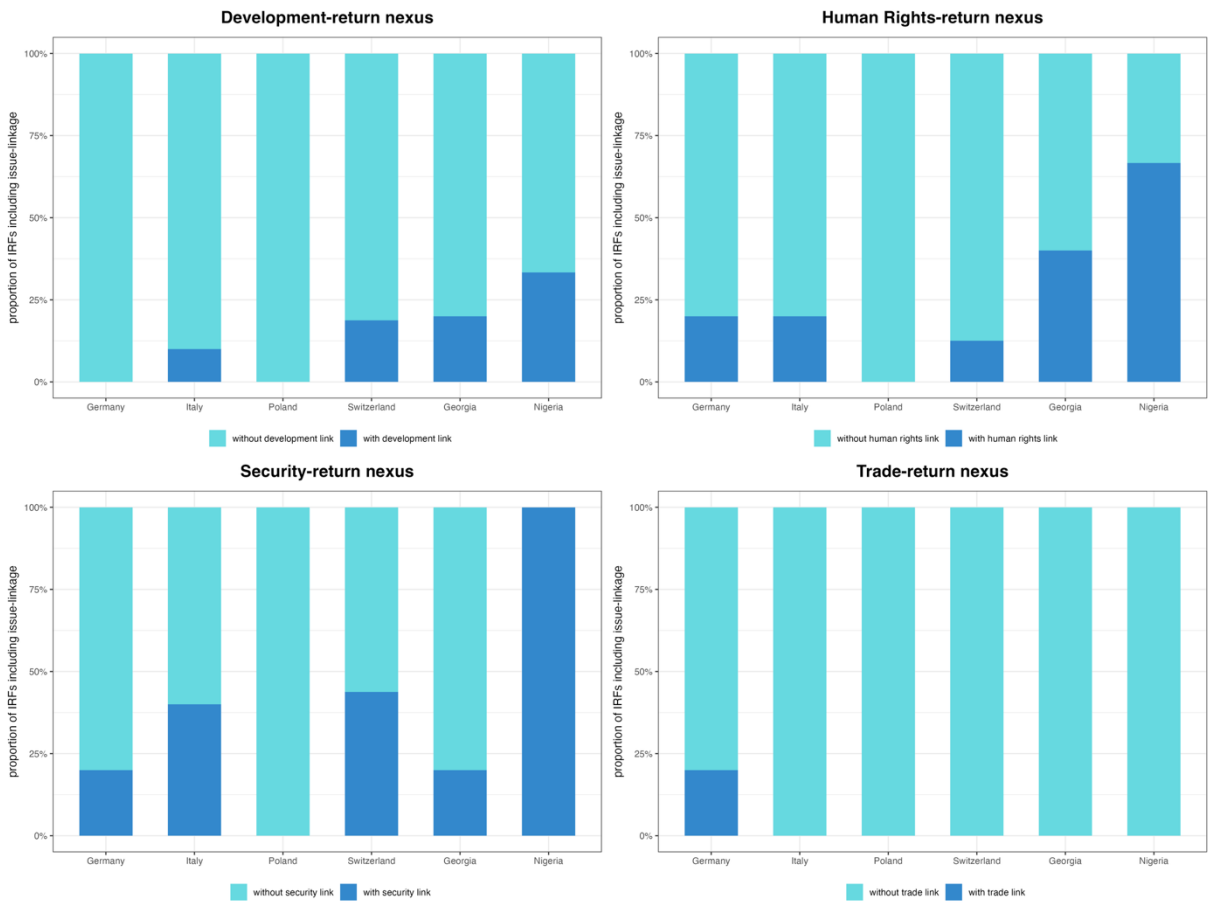 Development-return nexus
proportion of IRFs including issue-linkage
100%
75%
50%
25%
0%
Germany Italy Poland Switzerland Georgia Nigeria
without development link with development link
Human Rights-return nexus
proportion of IRFs including issue-linkage
100%
75%
50%
25%
0%
Germany Italy Poland Switzerland Georgia Nigeria
without human rights link with human rights link
Security-return nexus
proportion of IRFs including issue-linkage
100%
75%
50%
25%
0%
Germany Italy Poland Switzerland Georgia Nigeria
without security link with security link
Trade-return nexus
proportion of IRFs including issue-linkage
100%
75%
50%
25%
0%
Germany Italy Poland Switzerland Georgia Nigeria
without trade link with trade link